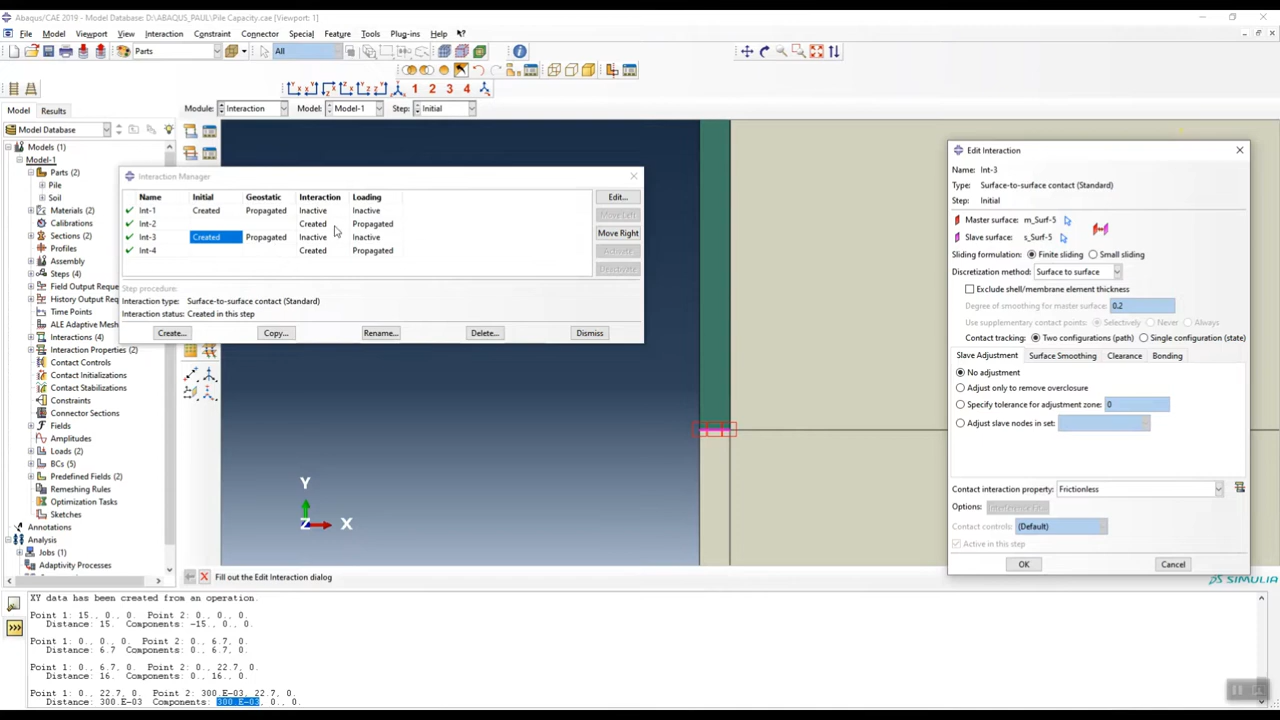 Abaqus/CAE 2019 - Model Database: D:\ABAQUS_PAUL\Pile Capacity.cae [Viewport: 1]
File Model Viewport View Interaction Constraint Connector Special Feature Tools Plug-ins Help
Parts All
1 2 3 4
Model Results Module: Interaction Model: Model-1 Step: Initial
Model Database
Models (1)
Model-1
Parts (2)
Pile
Soil
Materials (2)
Calibrations
Sections (2)
Profiles
Assembly
Steps (4)
Field Output Requ
History Output Requ
Time Points
ALE Adaptive Mesh
Interactions (4)
Interaction Properties (2)
Contact Controls
Contact Initializations
Contact Stabilizations
Constraints
Connector Sections
Fields
Amplitudes
Loads (2)
BCs (5)
Predefined Fields (2)
Remeshing Rules
Optimization Tasks
Sketches
Annotations
Analysis
Jobs (1)
Adaptivity Processes
Interaction Manager
Name Initial Geostatic Interaction Loading
Int-1 Created Propagated Inactive Inactive
Int-2 Created Propagated
Int-3 Created Propagated Inactive Inactive
Int-4 Created Propagated
Edit...
Move Left
Move Right
Activate
Deactivate
Step procedure:
Interaction type: Surface-to-surface contact (Standard)
Interaction status: Created in this step
Create... Copy... Rename... Delete... Dismiss
Y
Z X
Edit Interaction
Name: Int-3
Type: Surface-to-surface contact (Standard)
Step: Initial
Master surface: m_Surf-5
Slave surface: s_Surf-5
Sliding formulation: Finite sliding Small sliding
Discretization method: Surface to surface
Exclude shell/membrane element thickness
Degree of smoothing for master surface: 0.2
Use supplementary contact points: Selectively Never Always
Contact tracking: Two configurations (path) Single configuration (state)
Slave Adjustment Surface Smoothing Clearance Bonding
No adjustment
Adjust only to remove overclosure
Specify tolerance for adjustment zone: 0
Adjust slave nodes in set:
Contact interaction property: Frictionless
Options:
Contact controls: (Default)
Active in this step
OK Cancel
Fill out the Edit Interaction dialog
SIMULIA
XY data has been created from an operation.
Point 1: 15., 0., 0. Point 2: 0., 0., 0.
Distance: 15. Components: -15., 0., 0.
Point 1: 0., 0., 0. Point 2: 0., 6.7, 0.
Distance: 6.7 Components: 0., 6.7, 0.
Point 1: 0., 6.7, 0. Point 2: 0., 22.7, 0.
Distance: 16. Components: 0., 16., 0.
Point 1: 0., 22.7, 0. Point 2: 300.E-03, 22.7, 0.
Distance: 300.E-03 Components: 300.E-03, 0., 0.